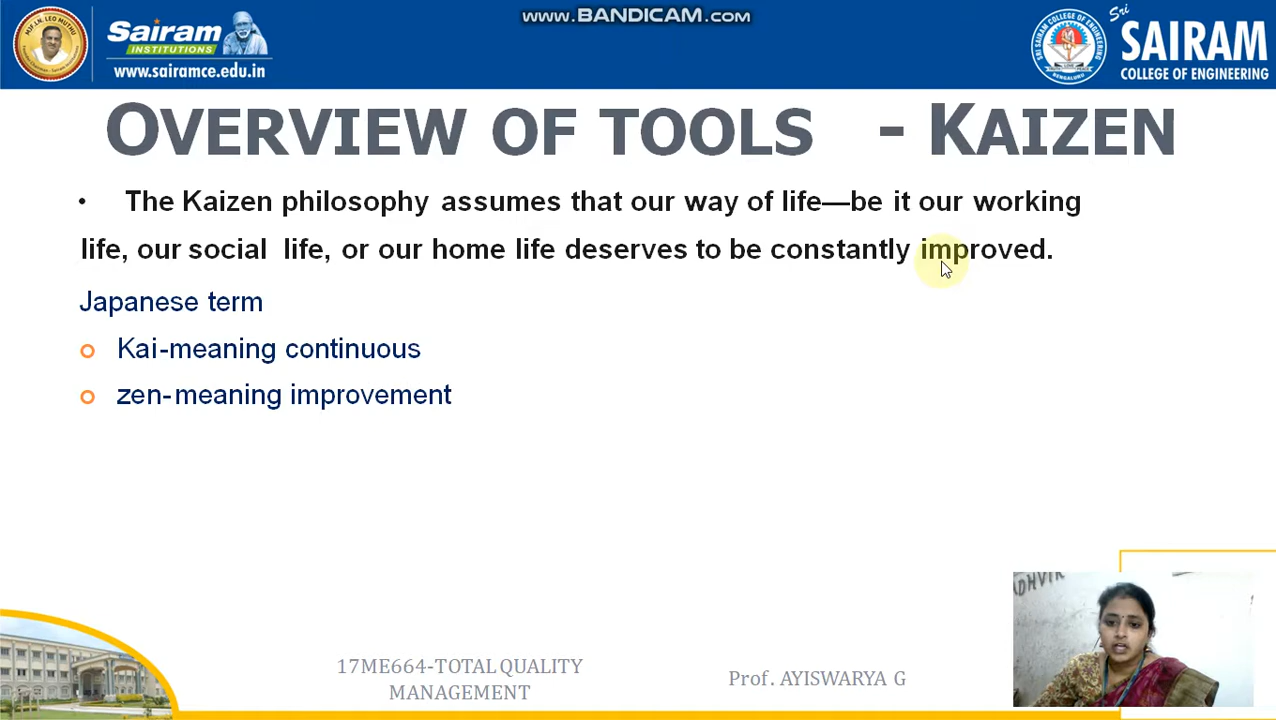 www.BANDICAM.com
Sairam
INSTITUTIONS
www.sairamce.edu.in
Sri
SAIRAM
COLLEGE OF ENGINEERING
OVERVIEW OF TOOLS - KAIZEN
• The Kaizen philosophy assumes that our way of life—be it our working
life, our social life, or our home life deserves to be constantly improved.
Japanese term
Kai-meaning continuous
zen-meaning improvement
17ME664-TOTAL QUALITY
MANAGEMENT
Prof. AYISWARYA G